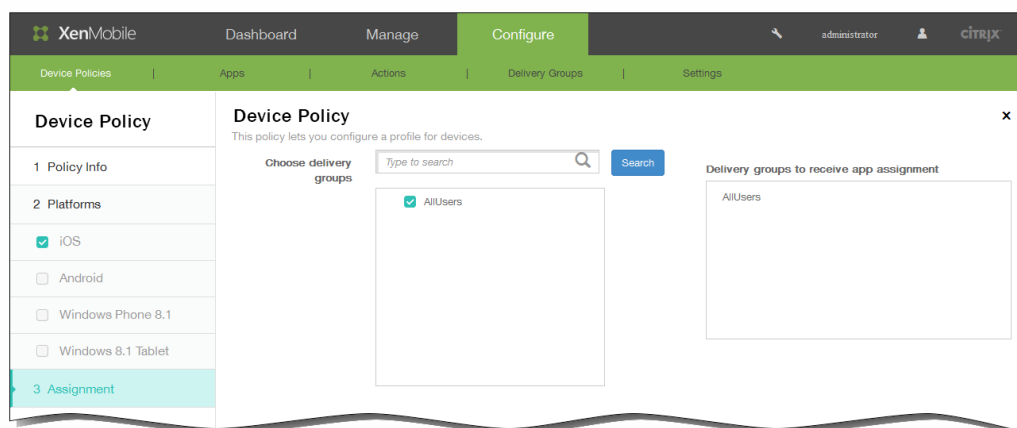 XenMobile Dashboard Manage Configure administrator CITRIX
Device Policies | Apps | Actions | Delivery Groups | Settings
Device Policy
1 Policy Info
2 Platforms
iOS
Android
Windows Phone 8.1
Windows 8.1 Tablet
3 Assignment
Device Policy x
This policy lets you configure a profile for devices.
Choose delivery
groups
Type to search
Search
AllUsers
Delivery groups to receive app assignment
AllUsers